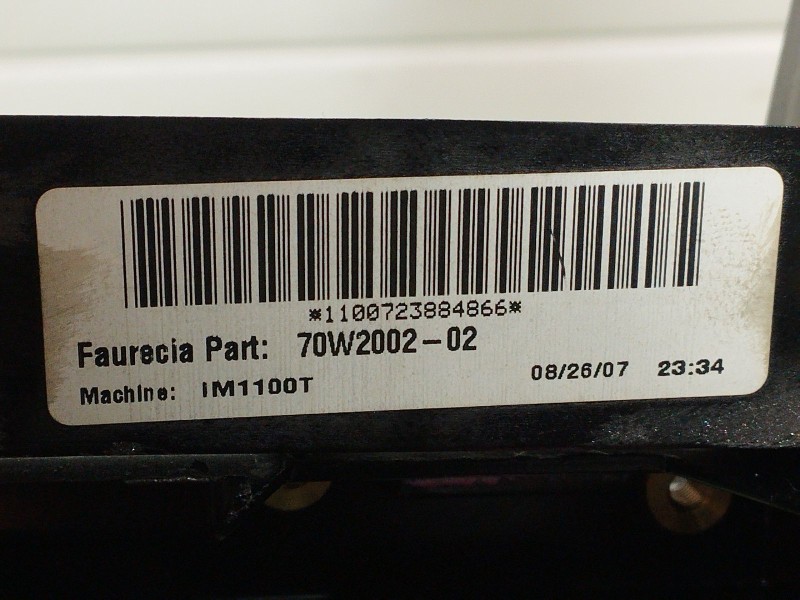 *1100723884866*
Faurecia Part: 70W2002-02
Machine: IM1100T 08/26/07 23:34